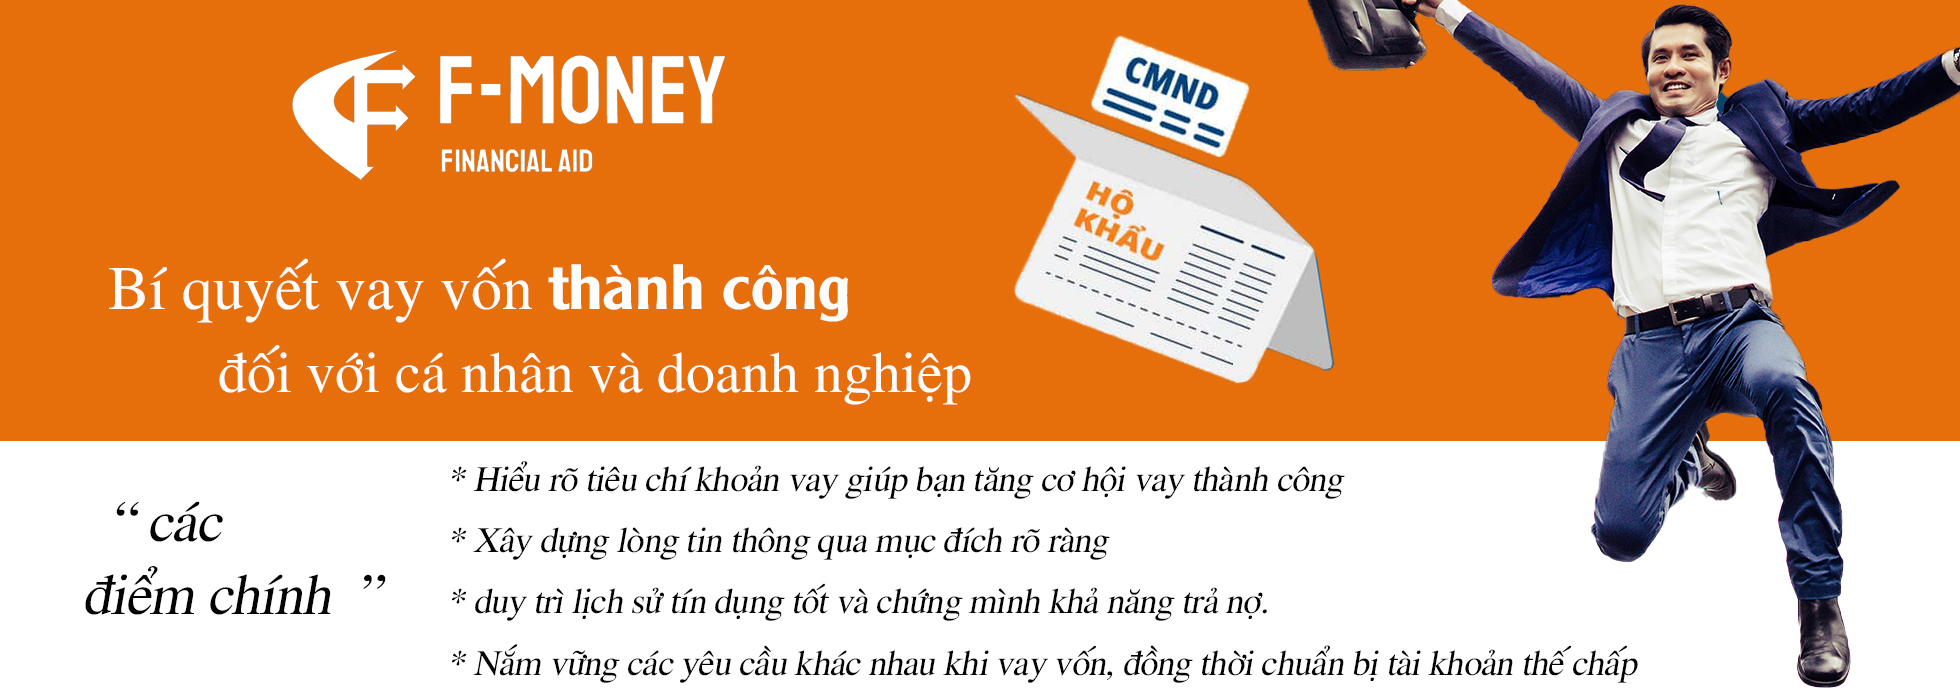 F-MONEY
FINANCIAL AID
CMND
HỘ
KHẨU
Bí quyết vay vốn thành công
đối với cá nhân và doanh nghiệp
“ các
điểm chính ”
* Hiểu rõ tiêu chí khoản vay giúp bạn tăng cơ hội vay thành công
* Xây dựng lòng tin thông qua mục đích rõ ràng
* duy trì lịch sử tín dụng tốt và chứng mình khả năng trả nợ.
* Nắm vững các yêu cầu khác nhau khi vay vốn, đồng thời chuẩn bị tài khoản thế chấp